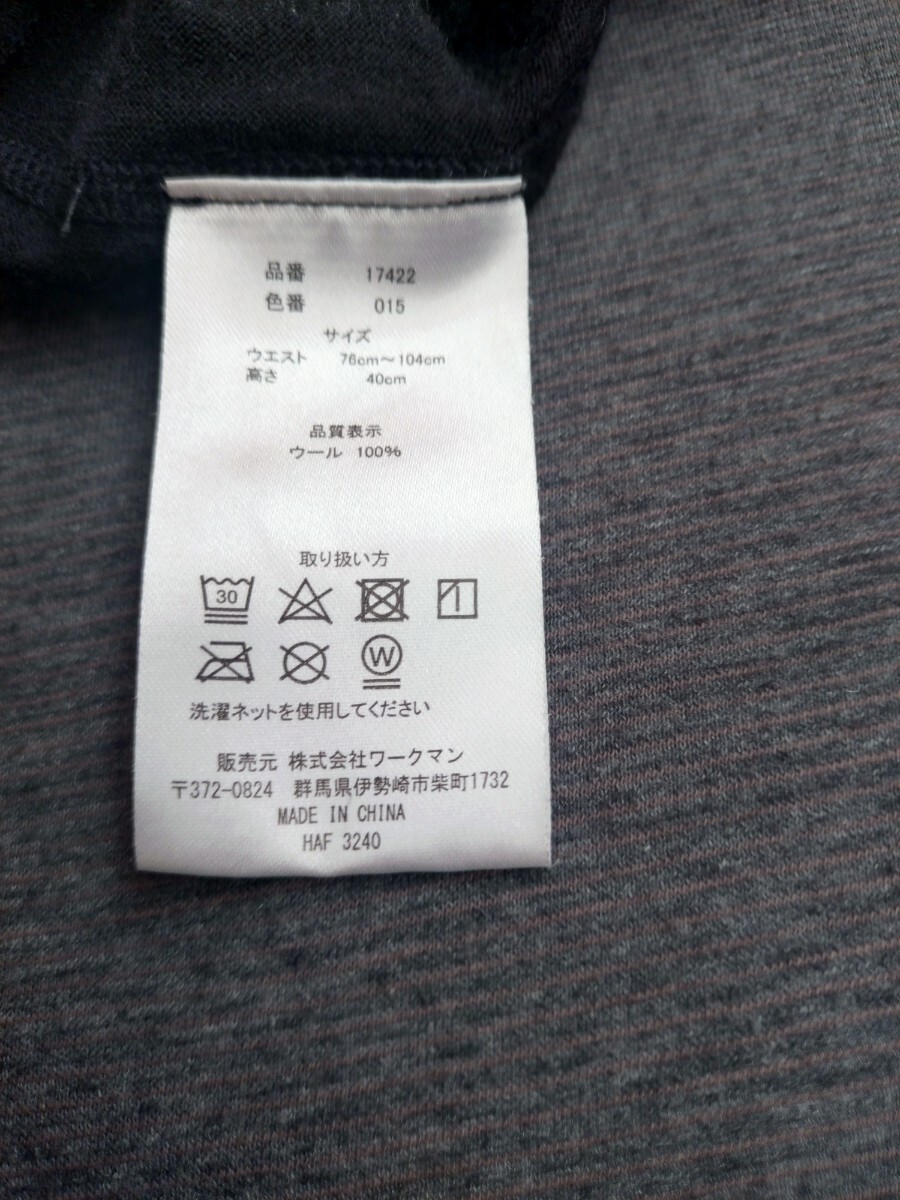 品番 17422
色番 015
サイズ
ウエスト 76cm～104cm
高さ 40cm
品質表示
ウール 100%
取り扱い方
30
W
洗濯ネットを使用してください
販売元 株式会社ワークマン
〒372-0824 群馬県伊勢崎市柴町1732
MADE IN CHINA
HAF 3240